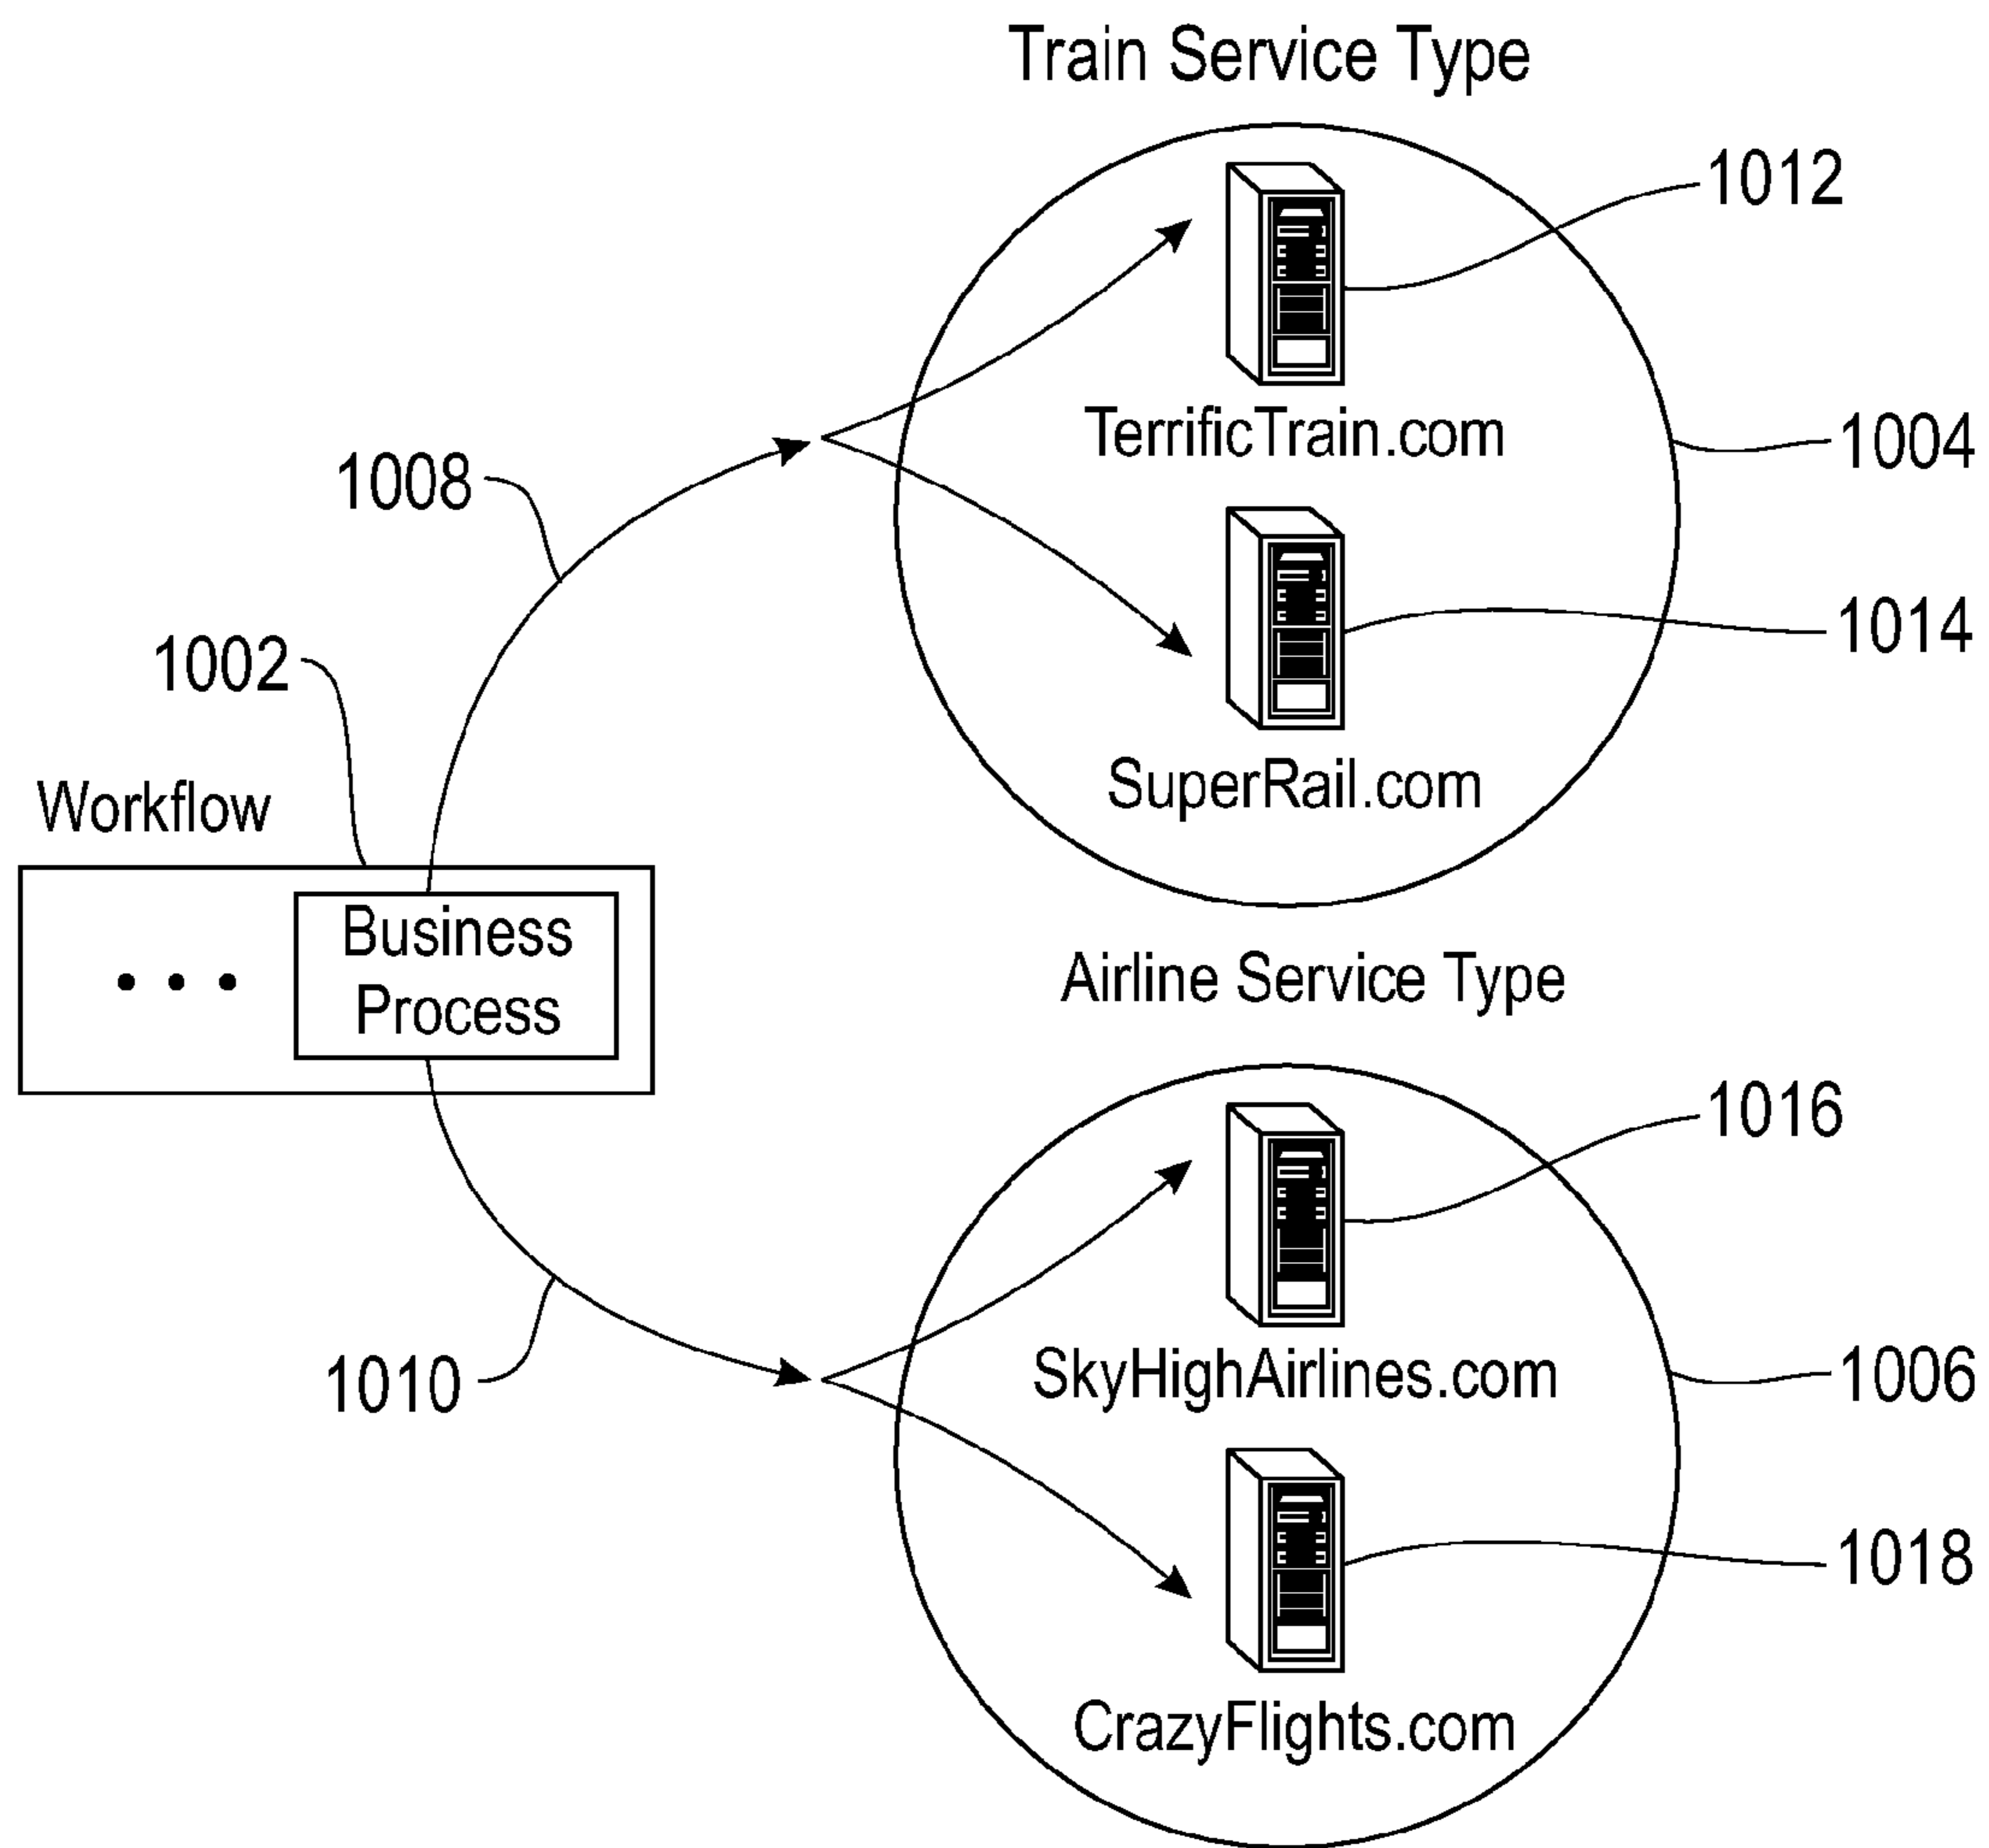 Train Service Type
1012
TerrificTrain.com
1004
1008
1014
1002
SuperRail.com
Workflow
Business
Process
• • •
Airline Service Type
1016
SkyHighAirlines.com
1006
1010
1018
CrazyFlights.com